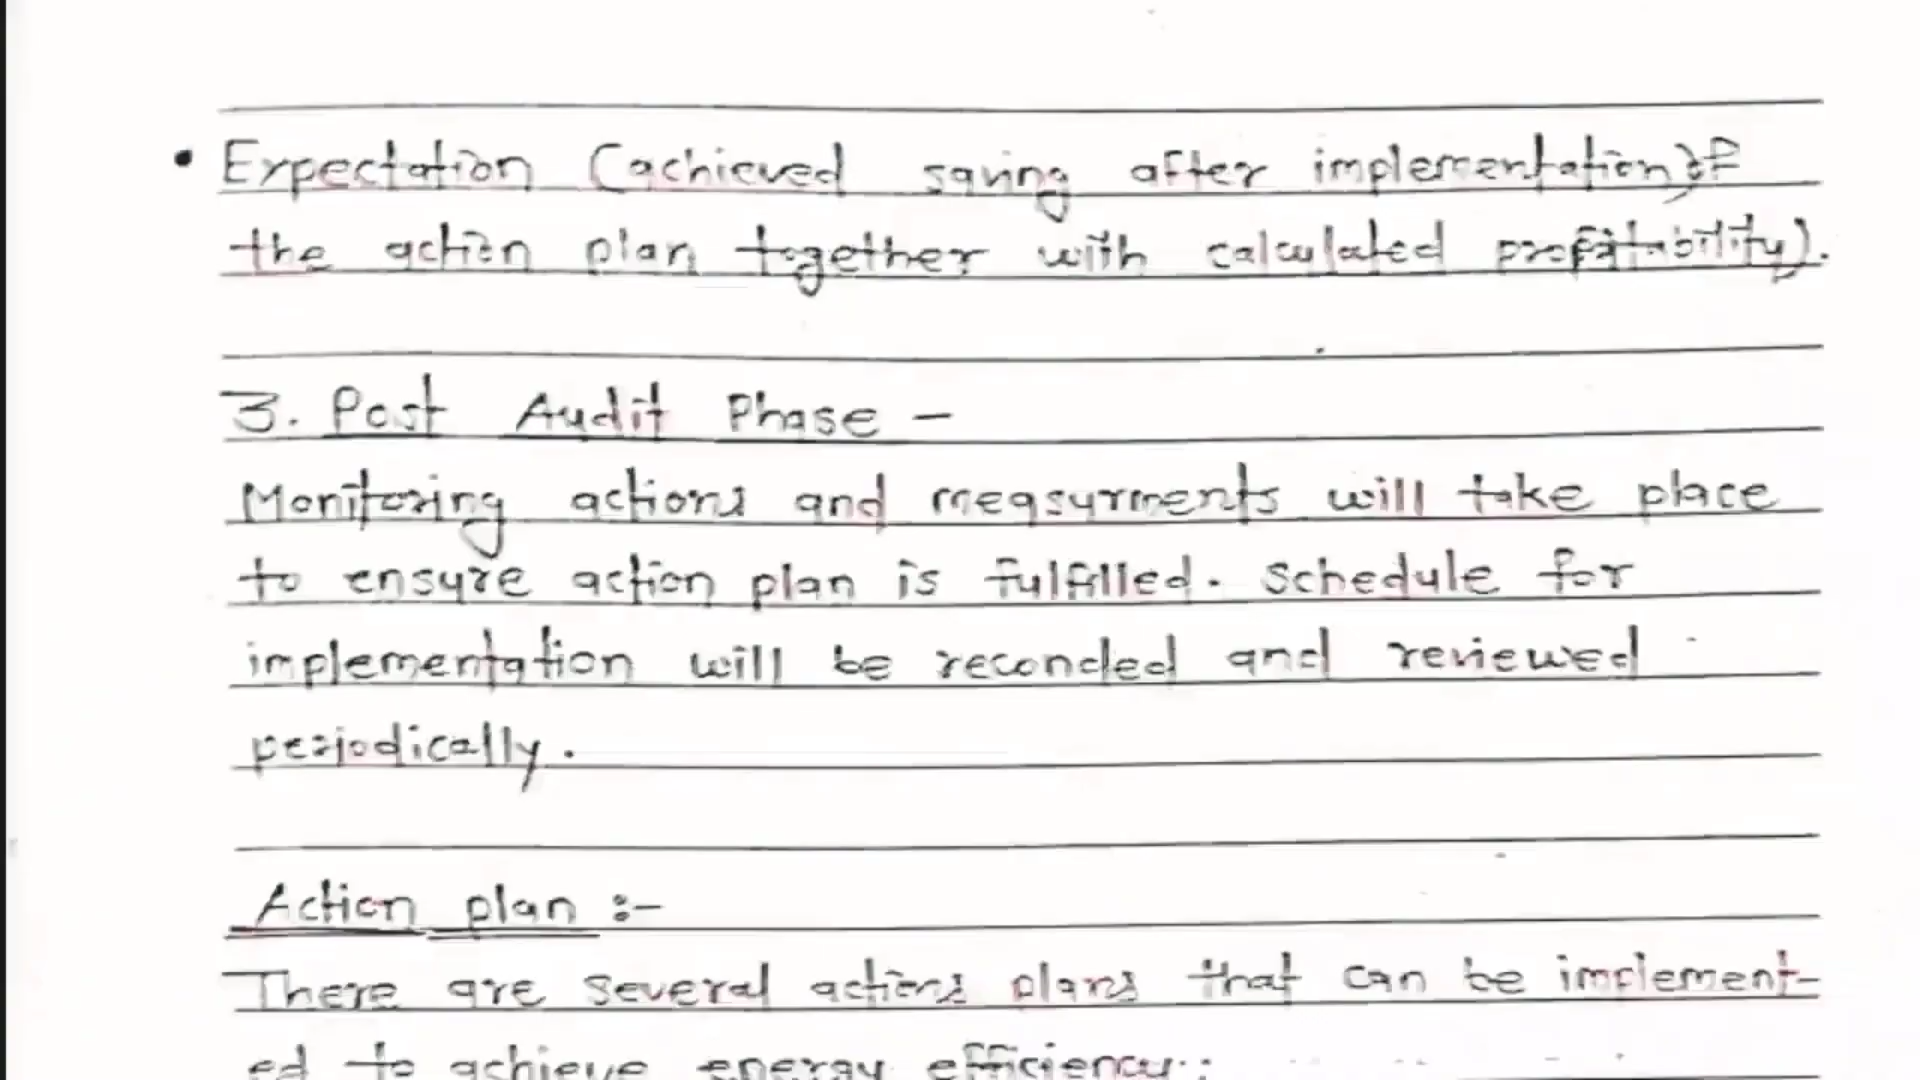 • Expectation (achieved saving after implementation of
the action plan together with calculated profitability).
3. Post Audit Phase -
Monitoring actions and measurments will take place
to ensure action plan is fulfilled. Schedule for
implementation will be reconded and reviewed
periodically.
Action plan :-
There are several actions plans that can be implement-
ed to achieve energy efficiency: